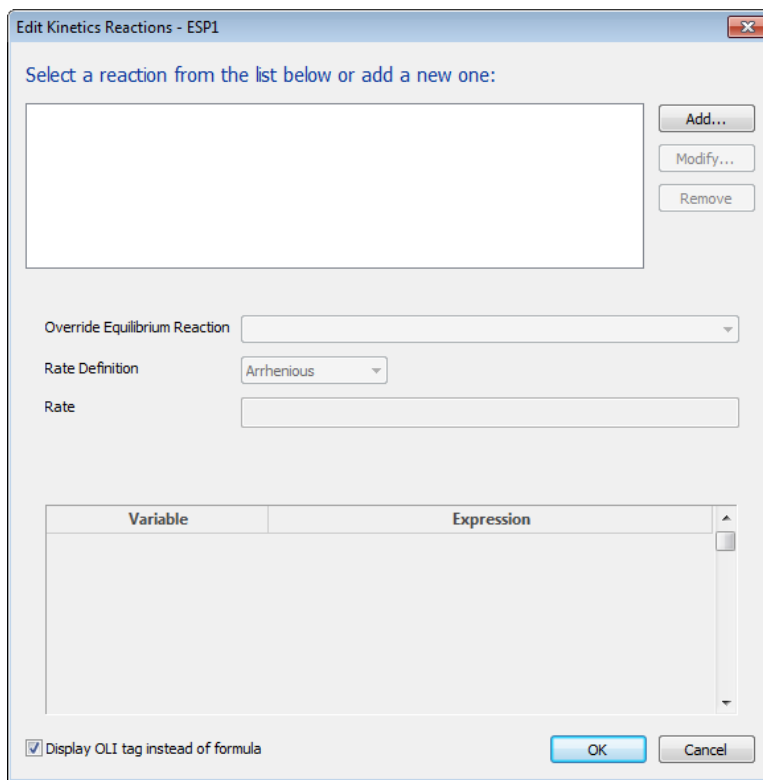 Edit Kinetics Reactions - ESP1
Select a reaction from the list below or add a new one:
Add...
Modify...
Remove
Override Equilibrium Reaction
Rate Definition
Arrhenious
Rate
Variable Expression
Display OLI tag instead of formula
OK Cancel